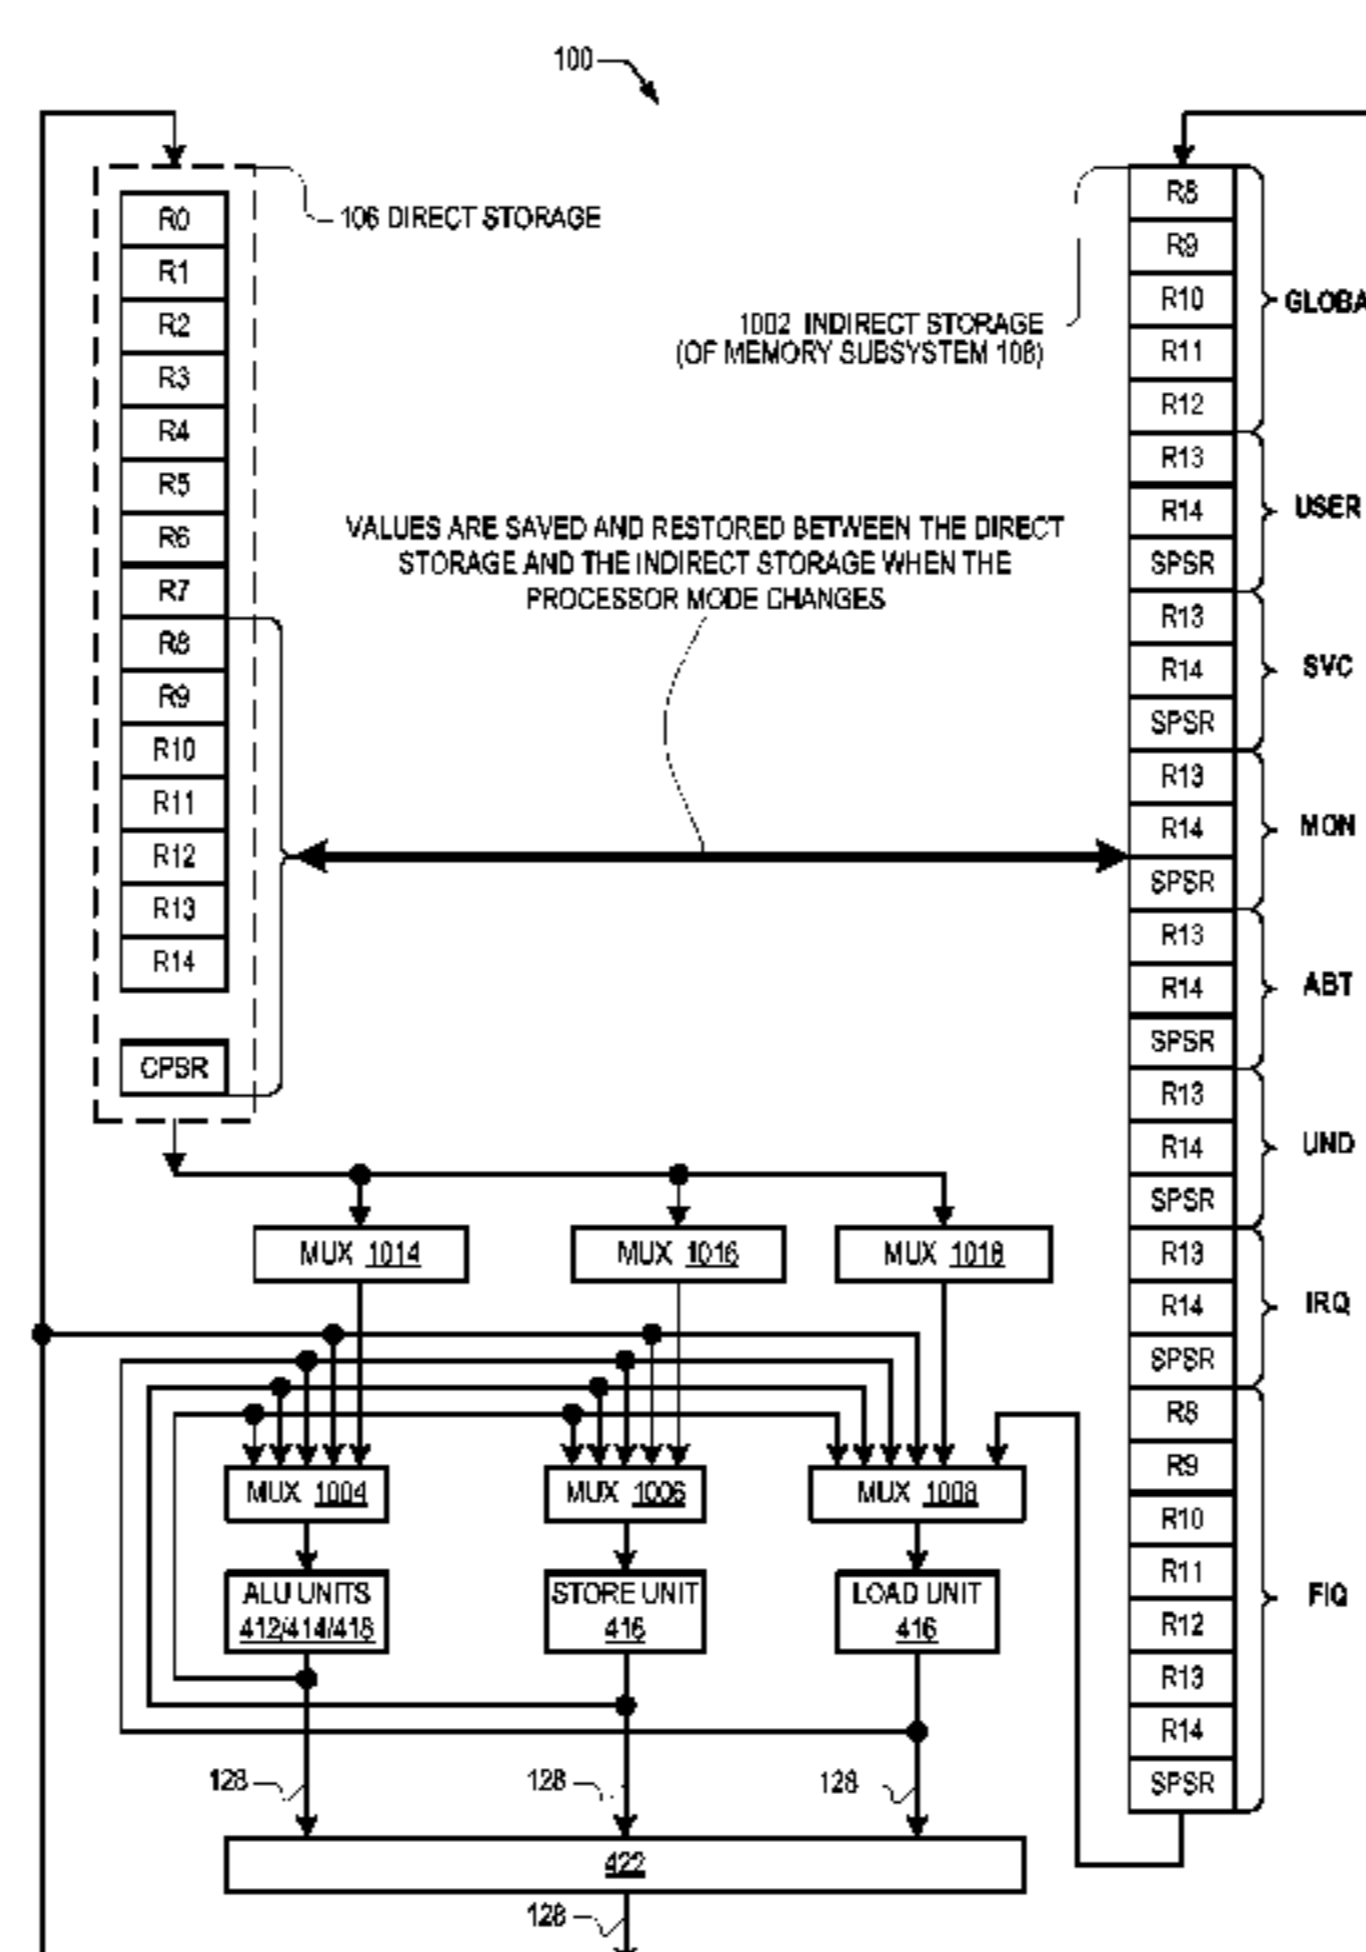 100
R0
R1
R2
R3
R4
R5
R6
R7
R8
R9
R10
R11
R12
R13
R14
CPSR
106 DIRECT STORAGE
1002 INDIRECT STORAGE
(OF MEMORY SUBSYSTEM 108)
VALUES ARE SAVED AND RESTORED BETWEEN THE DIRECT
STORAGE AND THE INDIRECT STORAGE WHEN THE
PROCESSOR MODE CHANGES
R8
R9
R10
R11
R12
GLOBA
R13
R14
SPSR
USER
R13
R14
SPSR
SVC
R13
R14
SPSR
MON
R13
R14
SPSR
ABT
R13
R14
SPSR
UND
R13
R14
SPSR
IRQ
R8
R9
R10
R11
R12
R13
R14
SPSR
FIQ
MUX 1014
MUX 1016
MUX 1018
MUX 1004
MUX 1006
MUX 1008
ALU UNITS
412/414/418
STORE UNIT
416
LOAD UNIT
416
128
128
128
422
128